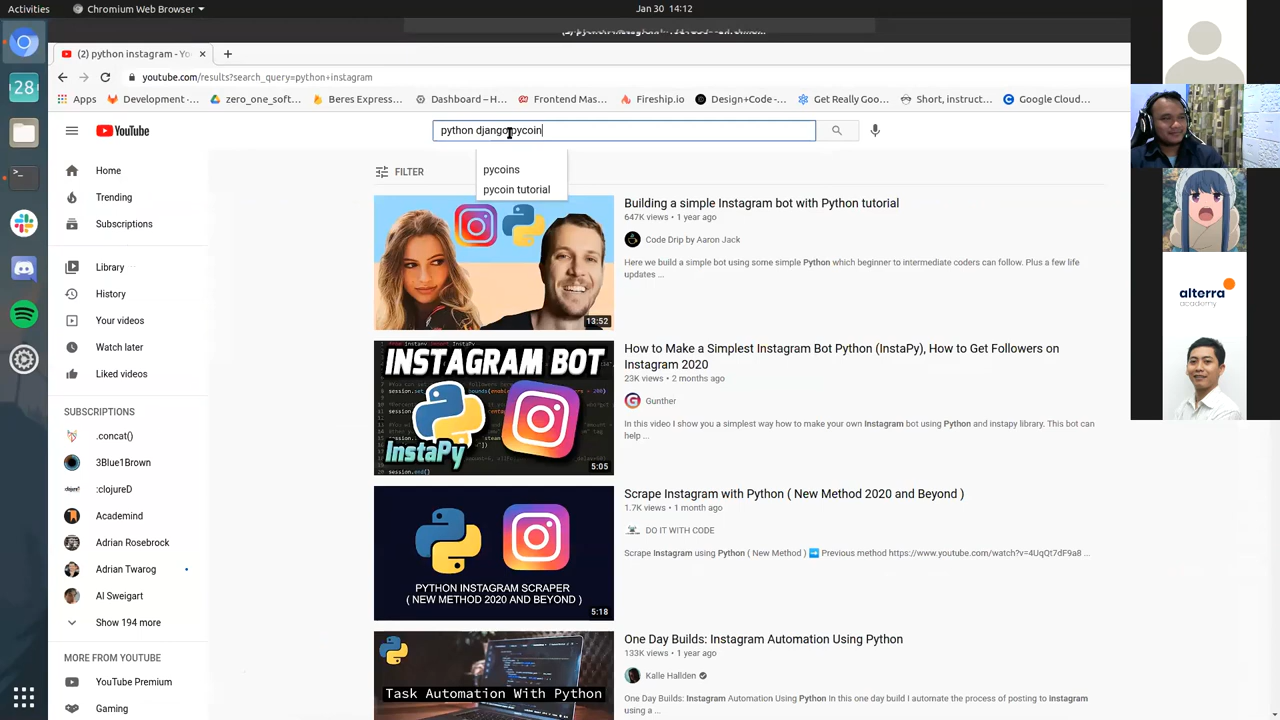 Activities
Chromium Web Browser
Jan 30 14:12
(2) python instagram - Yo
youtube.com/results?search_query=python+instagram
Apps
Development -...
zero_one_soft...
Beres Express...
Dashboard – H...
Frontend Mas...
Fireship.io
Design+Code -...
Get Really Goo...
Short, instruct...
Google Cloud...
28
YouTube
python django pycoin
pycoins
pycoin tutorial
FILTER
Home
Trending
Subscriptions
Library
History
Your videos
Watch later
Liked videos
SUBSCRIPTIONS
.concat()
3Blue1Brown
:clojureD
Academind
Adrian Rosebrock
Adrian Twarog
Al Sweigart
Show 194 more
MORE FROM YOUTUBE
YouTube Premium
Gaming
13:52
Building a simple Instagram bot with Python tutorial
647K views • 1 year ago
Code Drip by Aaron Jack
Here we build a simple bot using some simple Python which beginner to intermediate coders can follow. Plus a few life
updates ...
INSTAGRAM BOT
InstaPy
5:05
How to Make a Simplest Instagram Bot Python (InstaPy), How to Get Followers on
Instagram 2020
23K views • 2 months ago
Gunther
In this video I show you a simplest way how to make your own Instagram bot using Python and instapy library. This bot can
help ...
PYTHON INSTAGRAM SCRAPER
( NEW METHOD 2020 AND BEYOND )
5:18
Scrape Instagram with Python ( New Method 2020 and Beyond )
1.7K views • 1 month ago
DO IT WITH CODE
Scrape Instagram using Python ( New Method ) ➡ Previous method https://www.youtube.com/watch?v=4UqQt7dF9a8 ...
Task Automation With Python
One Day Builds: Instagram Automation Using Python
133K views • 1 year ago
Kalle Hallden
One Day Builds: Instagram Automation Using Python In this one day build I automate the process of posting to instagram
using a ...
alterra
academy